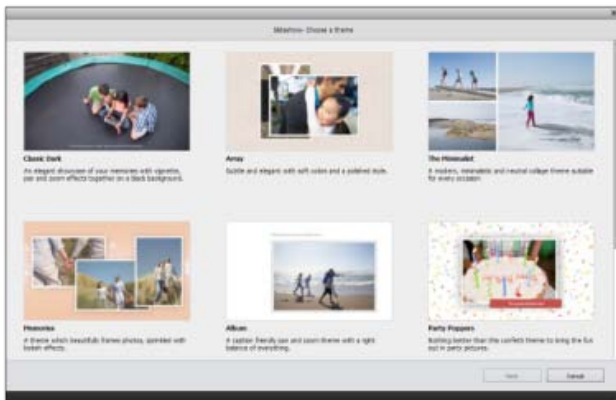 Slideshow- Choose a theme
Classic Dark
An elegant showcase of your memories with vignette,
pan and zoom effects together on a black background.
Array
Subtle and elegant with soft colors and a polished style.
The Minimalist
A modern, minimalistic and neutral collage theme suitable
for every occasion
Memories
A theme which beautifully frames photos, sprinkled with
bokeh effects.
Album
A caption friendly pan and zoom theme with a right
balance of everything.
Party Poppers
Nothing better than this confetti theme to bring the fun
out in party pictures.
Next
Cancel